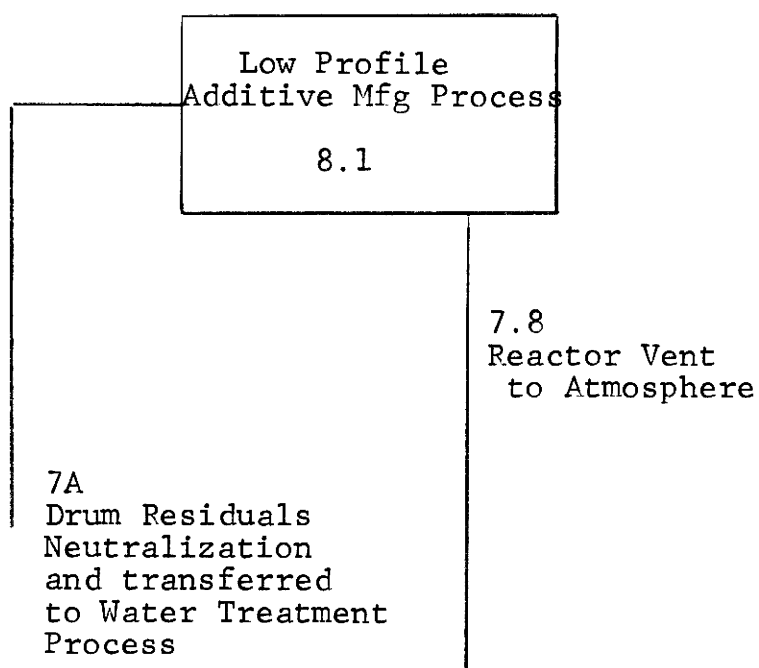 Low Profile
Additive Mfg Process
8.1
7.8
Reactor Vent
to Atmosphere
7A
Drum Residuals
Neutralization
and transferred
to Water Treatment
Process